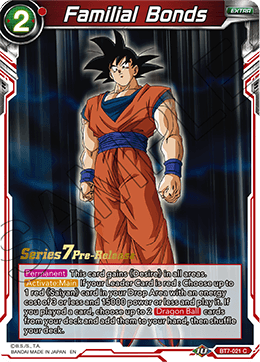 2
Familial Bonds
EXTRA
Series7 Pre-Release
Permanent This card gains {Desire} in all areas.
Activate Main If your Leader Card is red : Choose up to
1 red {Saiyan} card in your Drop Area with an energy
cost of 3 or less and 15000 power or less and play it. If
you played a card, choose up to 2 Dragon Ball cards
from your deck and add them to your hand, then shuffle
your deck.
©B.S./S., T.A.
BANDAI MADE IN JAPAN EN
BT7-021 C